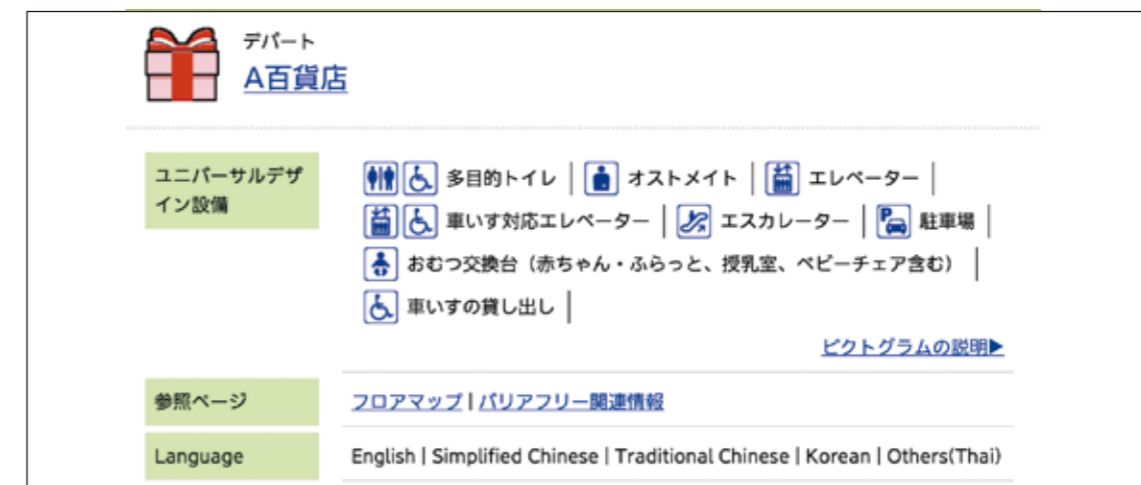 デパート
A百貨店
ユニバーサルデザ
イン設備
多目的トイレ | オストメイト | エレベーター |
車いす対応エレベーター | エスカレーター | P 駐車場 |
おむつ交換台（赤ちゃん・ふらっと、授乳室、ベビーチェア含む） |
車いすの貸し出し |
ピクトグラムの説明▶
参照ページ
フロアマップ | バリアフリー関連情報
Language
English | Simplified Chinese | Traditional Chinese | Korean | Others(Thai)